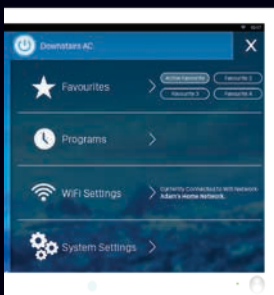 Downstairs AC
X
Favourites
Active Favourite
Favourite 2
Favourite 3
Favourite 4
Programs
WiFi Settings
Currently Connected to Wifi Network
Adam's Home Network.
System Settings